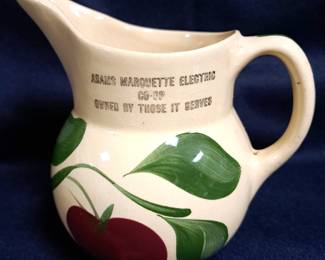 ADAMS MARQUETTE ELECTRIC
CO-OP
OWNED BY THOSE IT SERVES